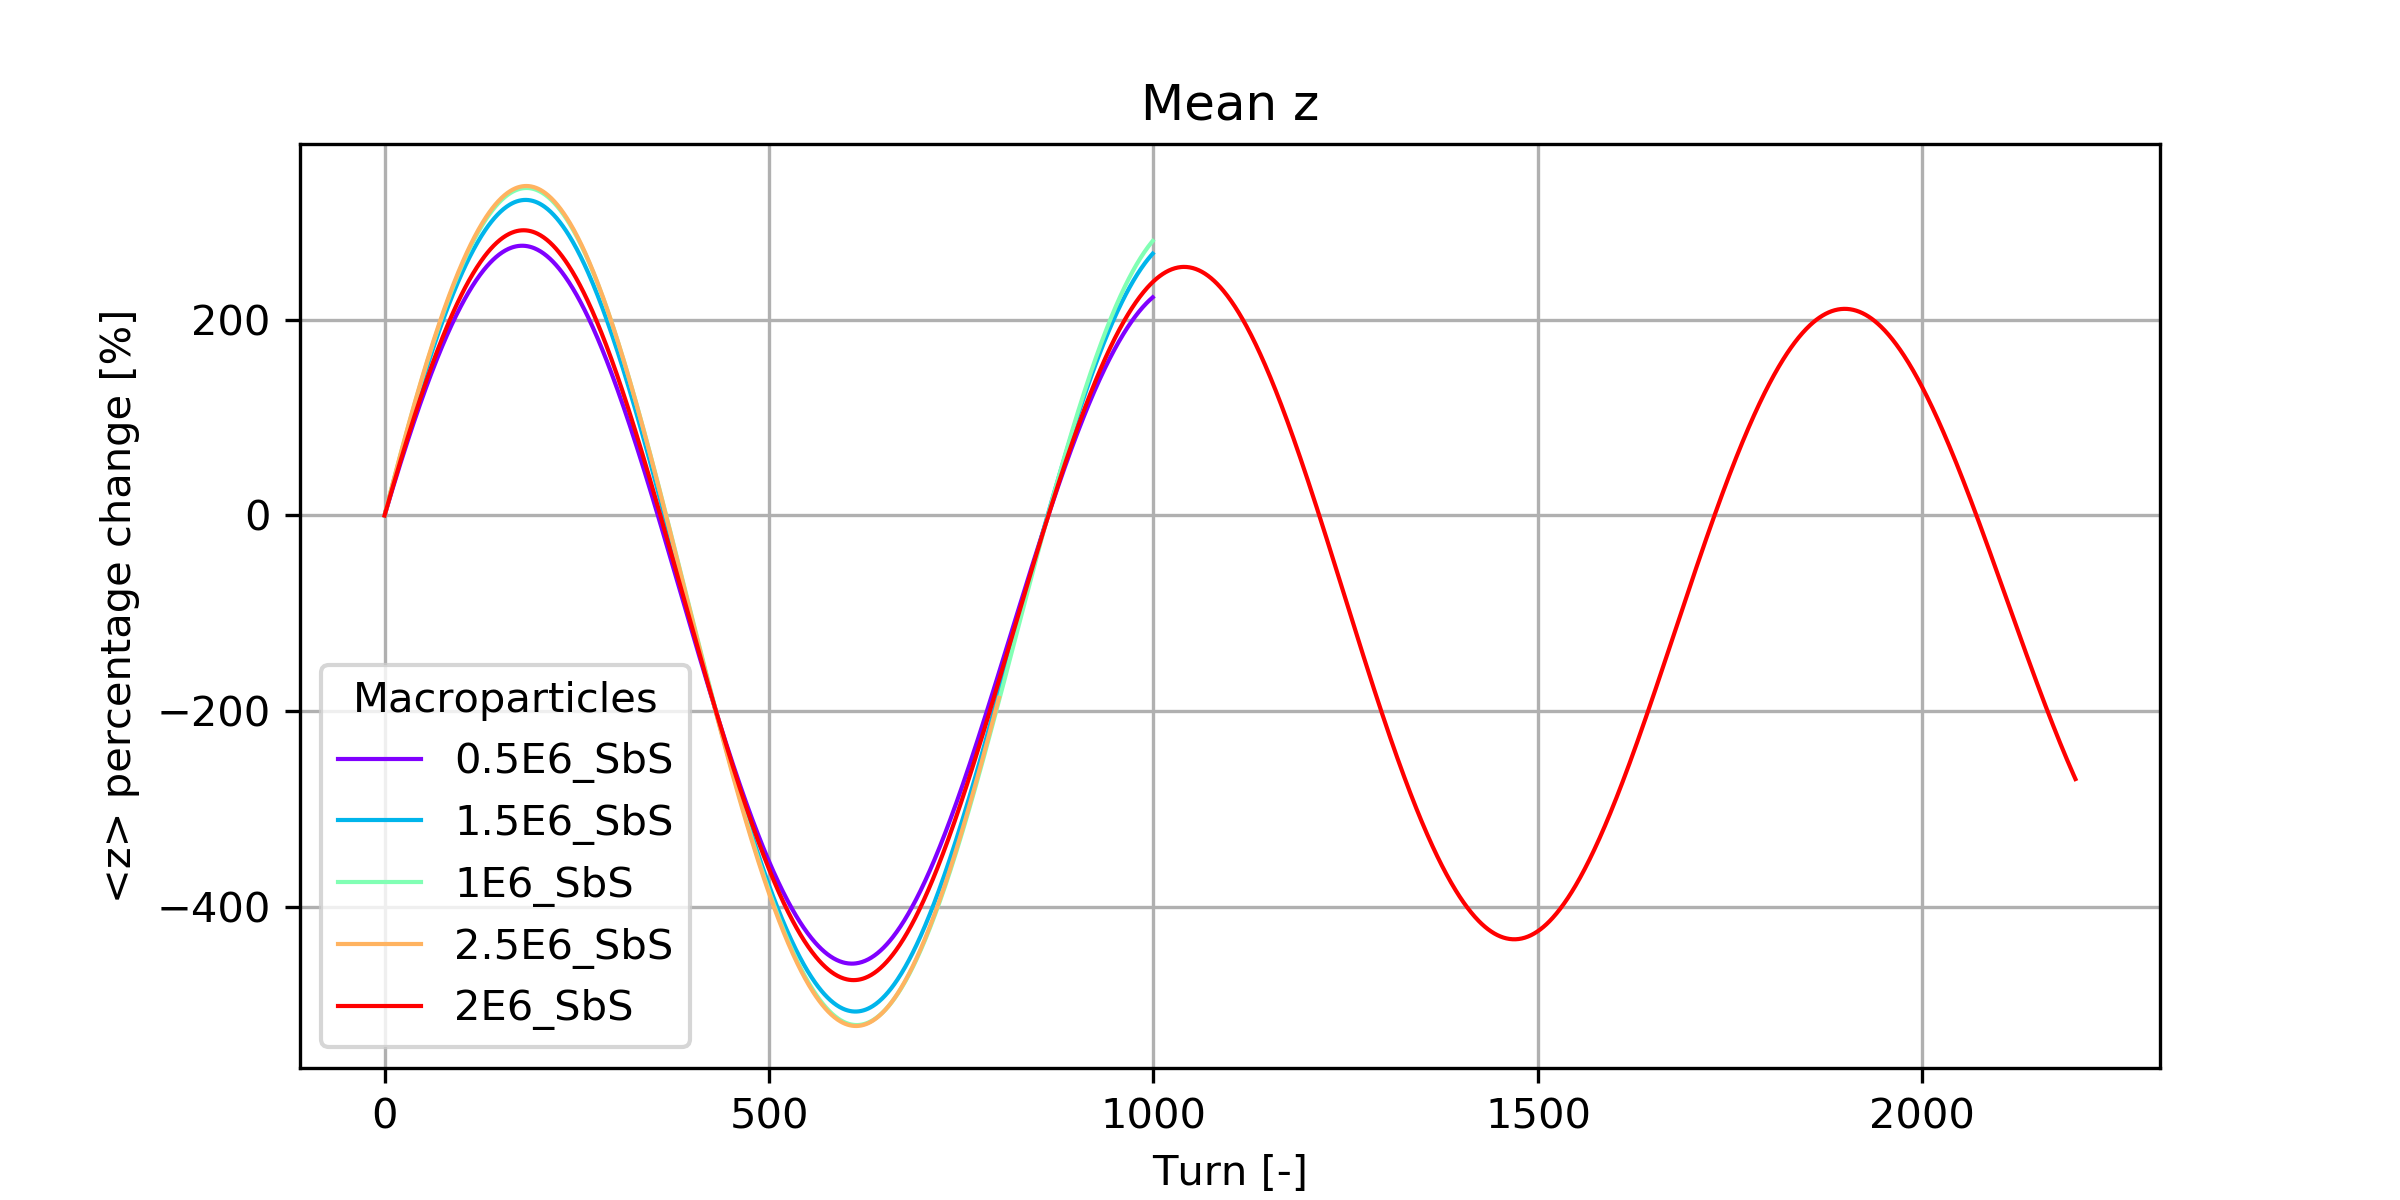 Mean z
<z> percentage change [%]
200
0
−200
−400
Macroparticles
0.5E6_SbS
1.5E6_SbS
1E6_SbS
2.5E6_SbS
2E6_SbS
0 500 1000 1500 2000
Turn [-]